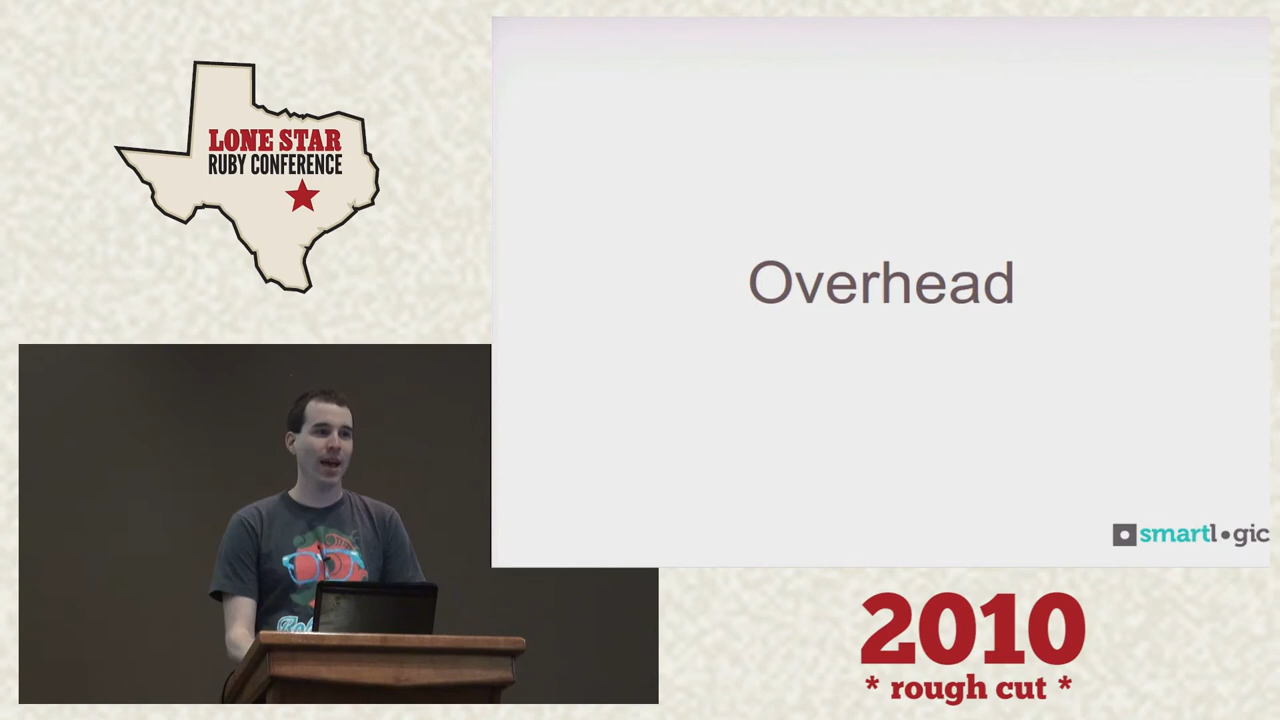 LONE STAR
RUBY CONFERENCE
Overhead
smartlogic
2010
* rough cut *